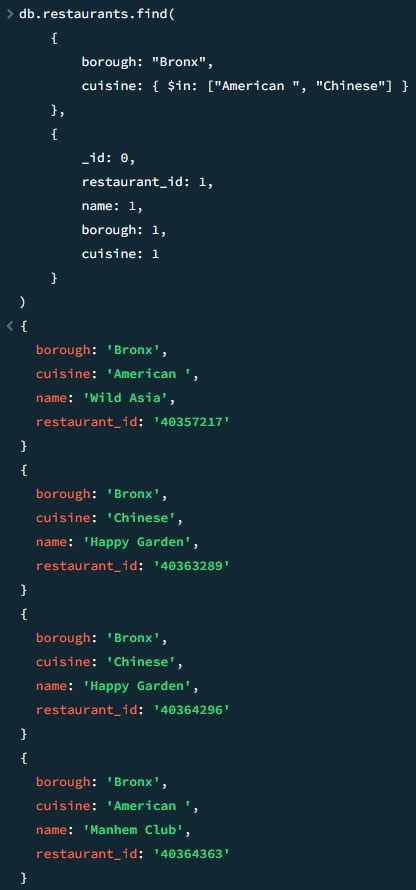 > db.restaurants.find(
{
borough: "Bronx",
cuisine: { $in: ["American ", "Chinese"] }
},
{
_id: 0,
restaurant_id: 1,
name: 1,
borough: 1,
cuisine: 1
}
)
< {
borough: 'Bronx',
cuisine: 'American ',
name: 'Wild Asia',
restaurant_id: '40357217'
}
{
borough: 'Bronx',
cuisine: 'Chinese',
name: 'Happy Garden',
restaurant_id: '40363289'
}
{
borough: 'Bronx',
cuisine: 'Chinese',
name: 'Happy Garden',
restaurant_id: '40364296'
}
{
borough: 'Bronx',
cuisine: 'American ',
name: 'Manhem Club',
restaurant_id: '40364363'
}